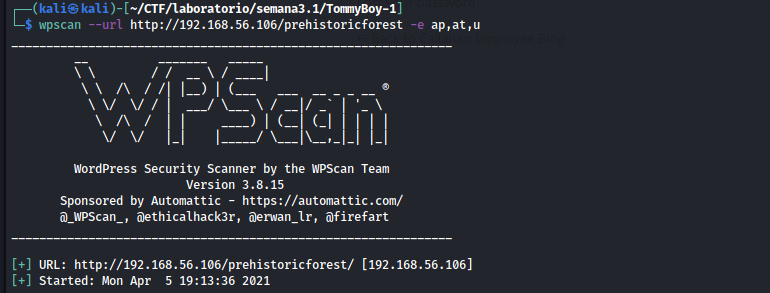 (kali㉿kali)-[~/CTF/laboratorio/semana3.1/TommyBoy-1]
$ wpscan --url http://192.168.56.106/prehistoricforest -e ap,at,u
WPScan ®
WordPress Security Scanner by the WPScan Team
Version 3.8.15
Sponsored by Automattic - https://automattic.com/
@_WPScan_, @ethicalhack3r, @erwan_lr, @firefart
[+] URL: http://192.168.56.106/prehistoricforest/ [192.168.56.106]
[+] Started: Mon Apr  5 19:13:36 2021